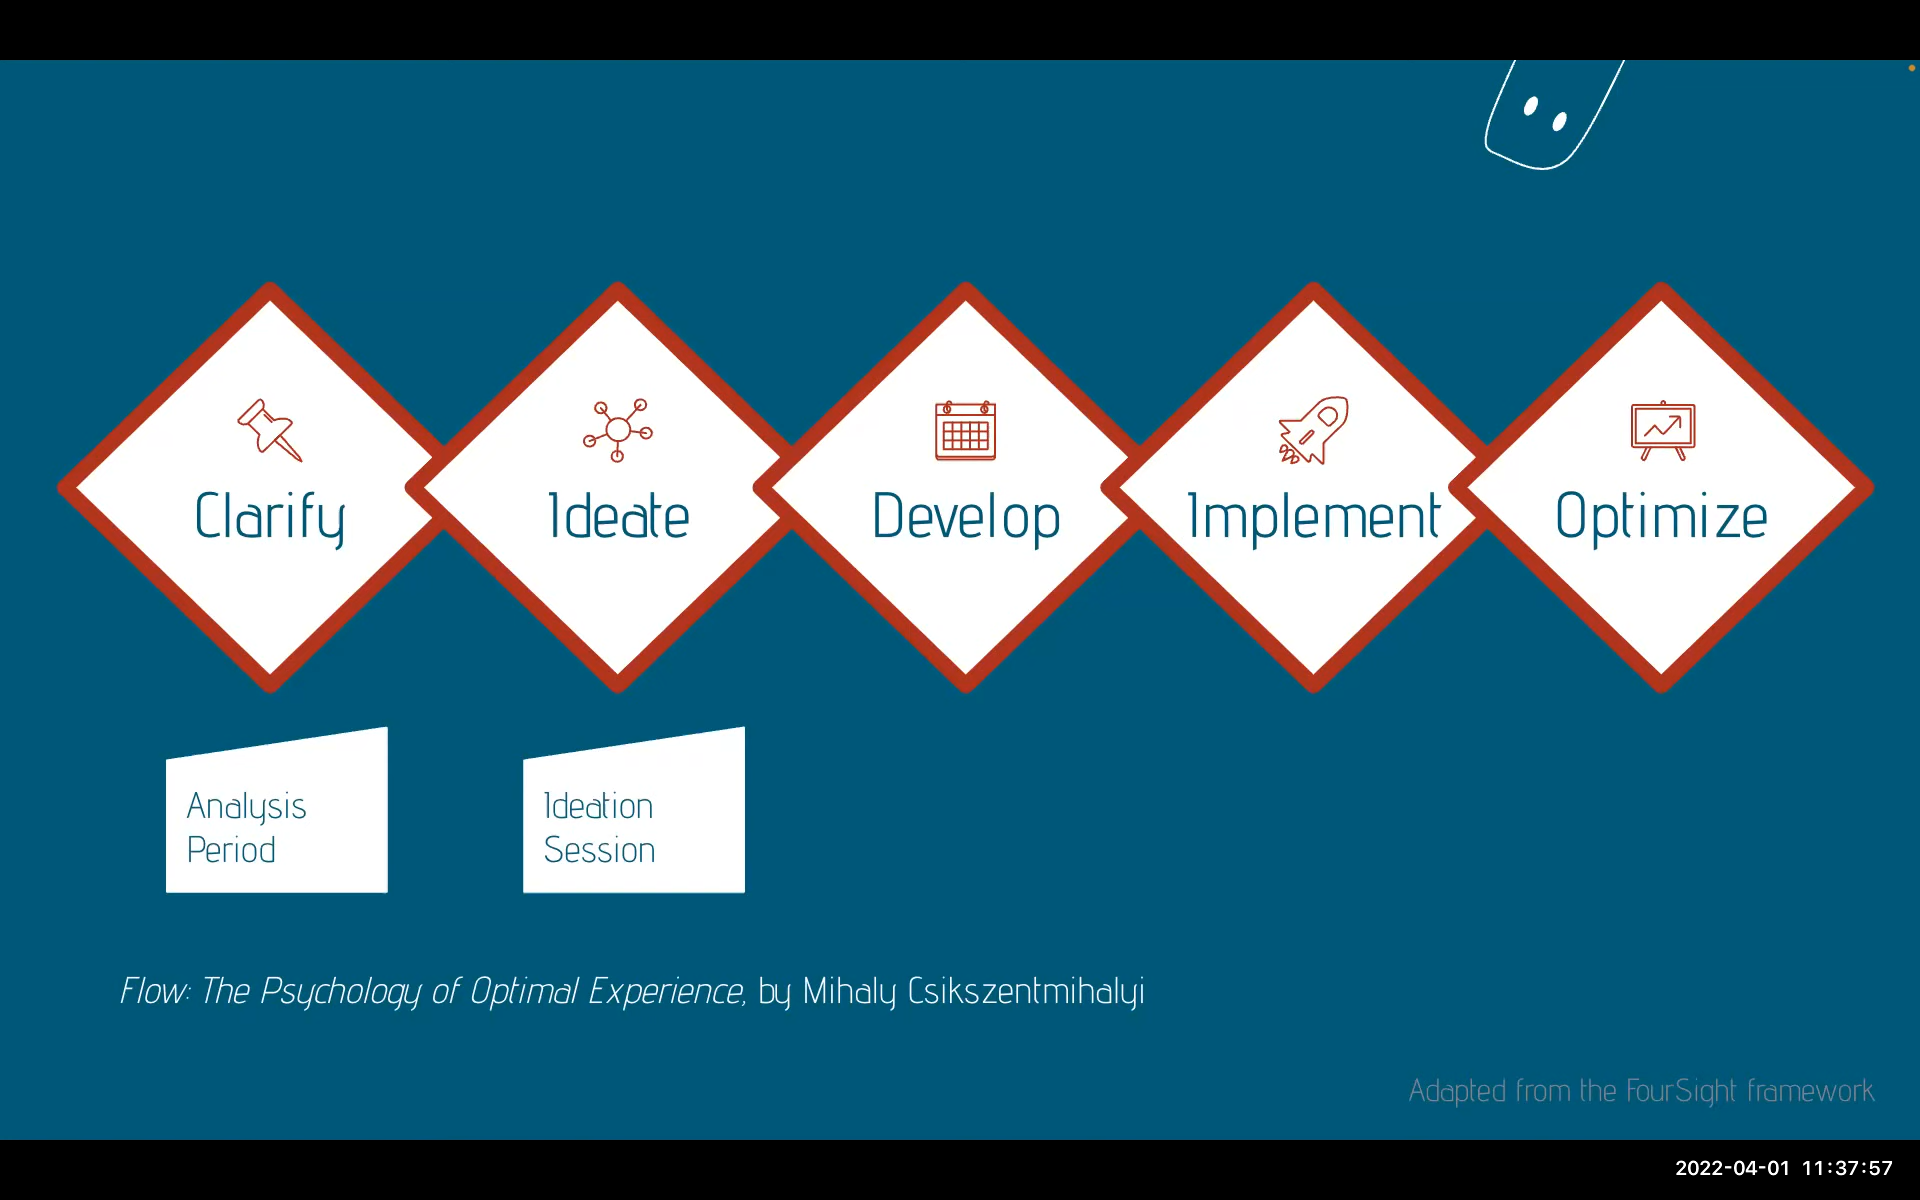 Clarify
Ideate
Develop
Implement
Optimize
Analysis
Period
Ideation
Session
Flow: The Psychology of Optimal Experience, by Mihaly Csikszentmihalyi
Adapted from the FourSight framework
2022-04-01 11:37:57